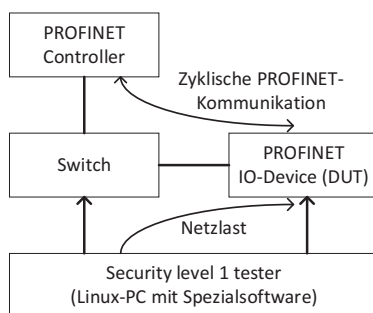 PROFINET
Controller
Zyklische PROFINET-
Kommunikation
Switch
PROFINET
IO-Device (DUT)
Netzlast
Security level 1 tester
(Linux-PC mit Spezialsoftware)